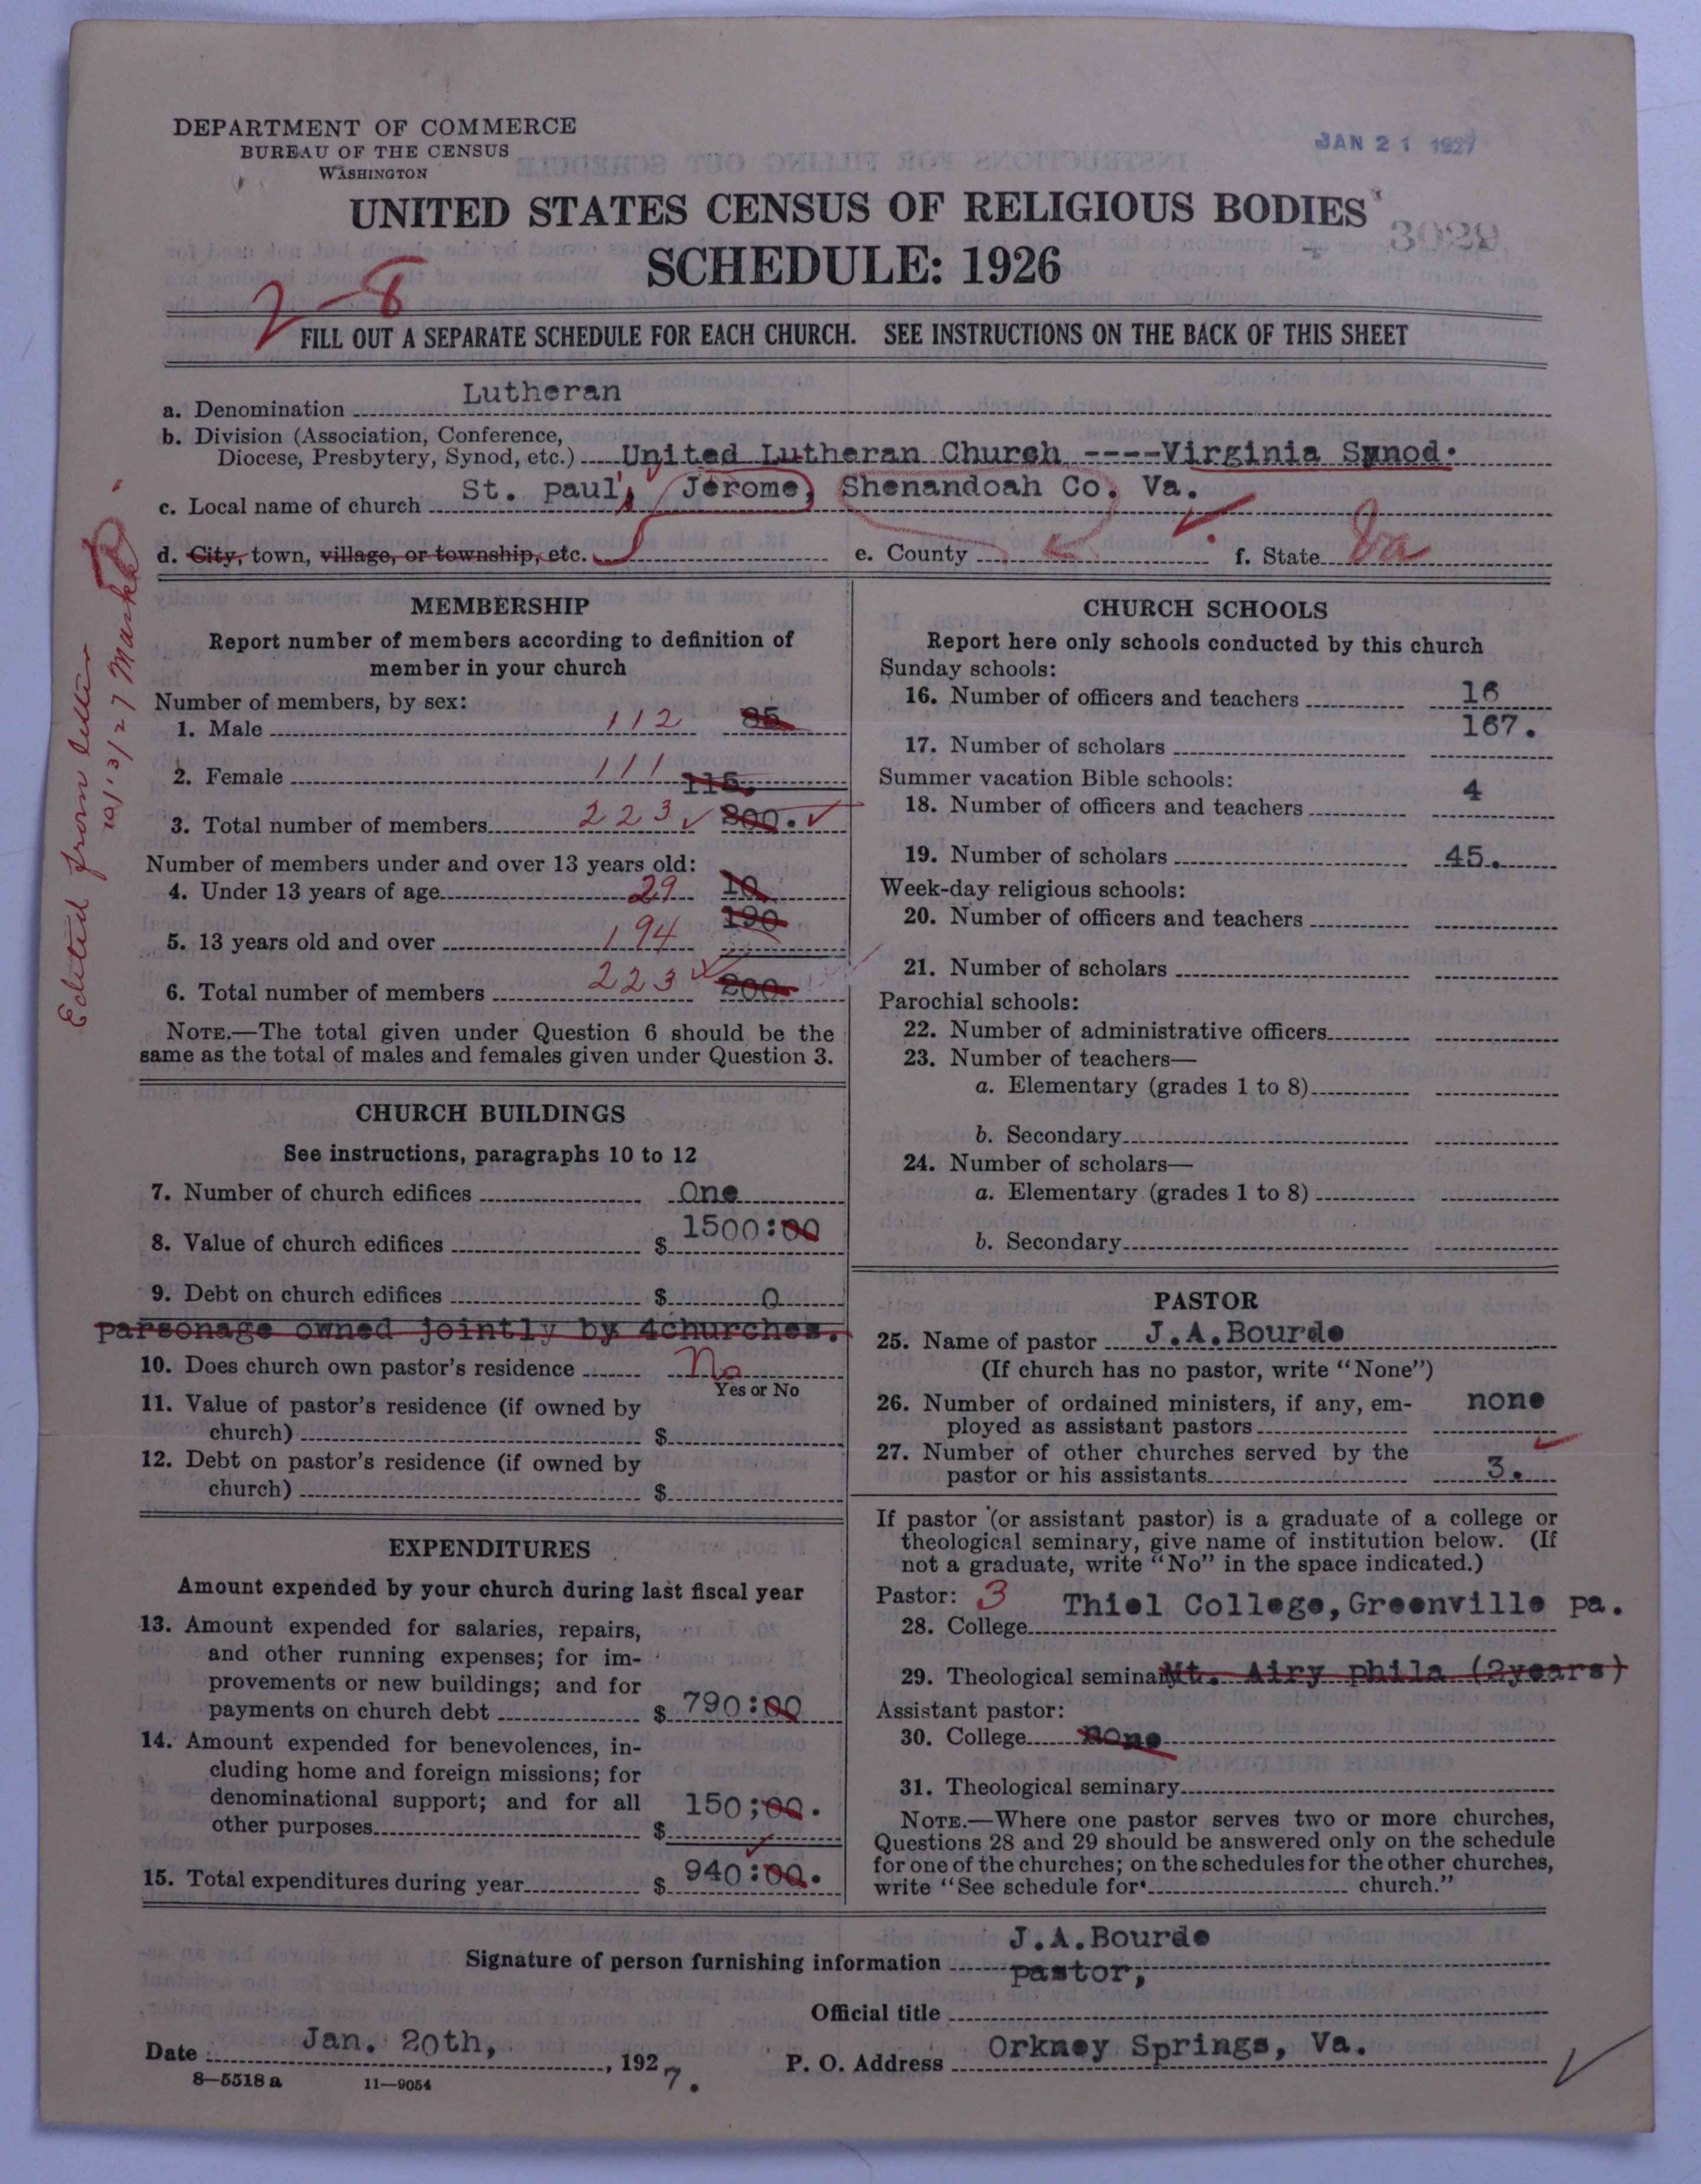 DEPARTMENT OF COMMERCE
BUREAU OF THE CENSUS
WASHINGTON
JAN 21 1927
UNITED STATES CENSUS OF RELIGIOUS BODIES
3029
SCHEDULE: 1926
2-8
FILL OUT A SEPARATE SCHEDULE FOR EACH CHURCH. SEE INSTRUCTIONS ON THE BACK OF THIS SHEET
a. Denomination Lutheran
b. Division (Association, Conference,
Diocese, Presbytery, Synod, etc.) United Lutheran Church ----Virginia Synod.
c. Local name of church St. paul's Jerome, Shenandoah Co. Va.
d. City, town, village, or township, etc. e. County f. State Va
Edited from letter
10/13/27
MEMBERSHIP
Report number of members according to definition of
member in your church
Number of members, by sex:
1. Male 112 85
2. Female 111 115.
3. Total number of members 223 200.
Number of members under and over 13 years old:
4. Under 13 years of age 29 10
5. 13 years old and over 194 190
6. Total number of members 223 200
NOTE.—The total given under Question 6 should be the
same as the total of males and females given under Question 3.
CHURCH BUILDINGS
See instructions, paragraphs 10 to 12
7. Number of church edifices One
8. Value of church edifices $ 1500:00
9. Debt on church edifices $ 0
parsonage owned jointly by 4churches.
10. Does church own pastor's residence No
Yes or No
11. Value of pastor's residence (if owned by
church) $
12. Debt on pastor's residence (if owned by
church) $
EXPENDITURES
Amount expended by your church during last fiscal year
13. Amount expended for salaries, repairs,
and other running expenses; for im-
provements or new buildings; and for
payments on church debt $ 790:00
14. Amount expended for benevolences, in-
cluding home and foreign missions; for
denominational support; and for all
other purposes $ 150;00.
15. Total expenditures during year $ 940:00.
CHURCH SCHOOLS
Report here only schools conducted by this church
Sunday schools:
16. Number of officers and teachers 16
17. Number of scholars 167.
Summer vacation Bible schools:
18. Number of officers and teachers 4
19. Number of scholars 45.
Week-day religious schools:
20. Number of officers and teachers
21. Number of scholars
Parochial schools:
22. Number of administrative officers
23. Number of teachers—
a. Elementary (grades 1 to 8)
b. Secondary
24. Number of scholars—
a. Elementary (grades 1 to 8)
b. Secondary
PASTOR
25. Name of pastor J.A.Bourde
(If church has no pastor, write "None")
26. Number of ordained ministers, if any, em-
ployed as assistant pastors none
27. Number of other churches served by the
pastor or his assistants 3.
If pastor (or assistant pastor) is a graduate of a college or
theological seminary, give name of institution below. (If
not a graduate, write "No" in the space indicated.)
Pastor: 3
28. College Thiel College, Greenville pa.
29. Theological seminary Mt. Airy phila (2years)
Assistant pastor:
30. College none
31. Theological seminary
NOTE.—Where one pastor serves two or more churches,
Questions 28 and 29 should be answered only on the schedule
for one of the churches; on the schedules for the other churches,
write "See schedule for church."
Signature of person furnishing information J.A.Bourde
pastor,
Official title
Date Jan. 20th, , 1927. P. O. Address Orkney Springs, Va.
8—5518 a 11—9054